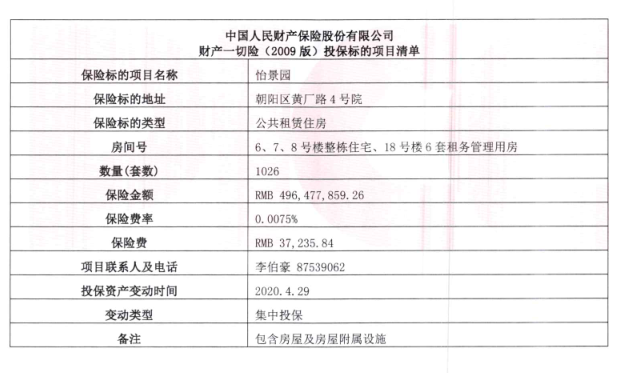 中国人民财产保险股份有限公司
财产一切险（2009 版）投保标的项目清单
保险标的项目名称 怡景园
保险标的地址 朝阳区黄厂路 4 号院
保险标的类型 公共租赁住房
房间号 6、7、8 号楼整栋住宅、18 号楼 6 套租务管理用房
数量(套数) 1026
保险金额 RMB 496,477,859.26
保险费率 0.0075%
保险费 RMB 37,235.84
项目联系人及电话 李伯豪 87539062
投保资产变动时间 2020.4.29
变动类型 集中投保
备注 包含房屋及房屋附属设施